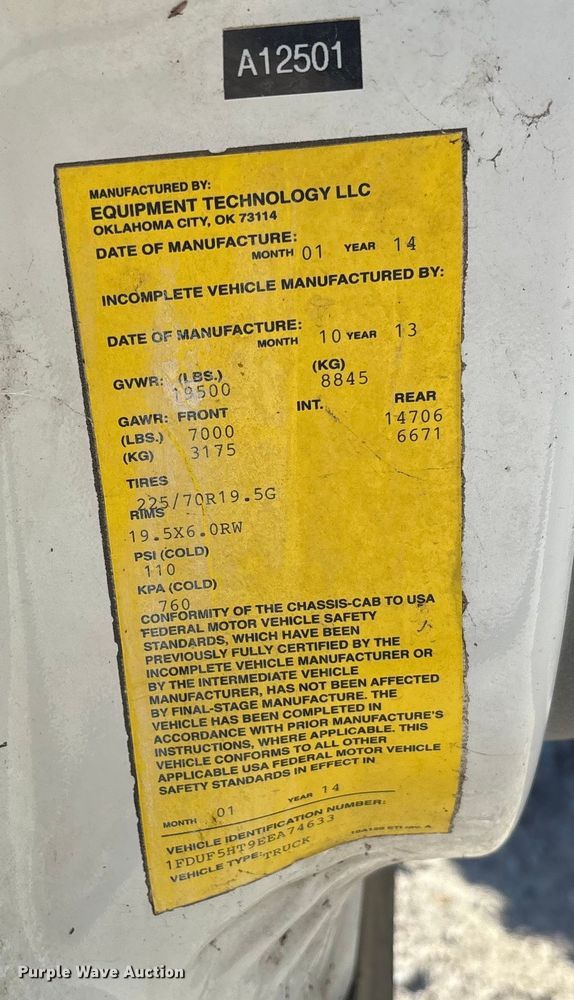 A12501
MANUFACTURED BY:
EQUIPMENT TECHNOLOGY LLC
OKLAHOMA CITY, OK 73114
DATE OF MANUFACTURE:
MONTH 01 YEAR 14
INCOMPLETE VEHICLE MANUFACTURED BY:
DATE OF MANUFACTURE:
MONTH 10 YEAR 13
GVWR: (LBS.) (KG)
19500 8845
GAWR: FRONT INT. REAR
(LBS.) 7000 14706
(KG) 3175 6671
TIRES
225/70R19.5G
RIMS
19.5X6.0RW
PSI (COLD)
110
KPA (COLD)
760
CONFORMITY OF THE CHASSIS-CAB TO USA
FEDERAL MOTOR VEHICLE SAFETY
STANDARDS, WHICH HAVE BEEN
PREVIOUSLY FULLY CERTIFIED BY THE
INCOMPLETE VEHICLE MANUFACTURER OR
BY THE INTERMEDIATE VEHICLE
MANUFACTURER, HAS NOT BEEN AFFECTED
BY FINAL-STAGE MANUFACTURE. THE
VEHICLE HAS BEEN COMPLETED IN
ACCORDANCE WITH PRIOR MANUFACTURE'S
INSTRUCTIONS, WHERE APPLICABLE. THIS
VEHICLE CONFORMS TO ALL OTHER
APPLICABLE USA FEDERAL MOTOR VEHICLE
SAFETY STANDARDS IN EFFECT IN
MONTH 01 YEAR 14
VEHICLE IDENTIFICATION NUMBER:
1FDUF5HT9EEA74633
VEHICLE TYPE: TRUCK
Purple Wave Auction